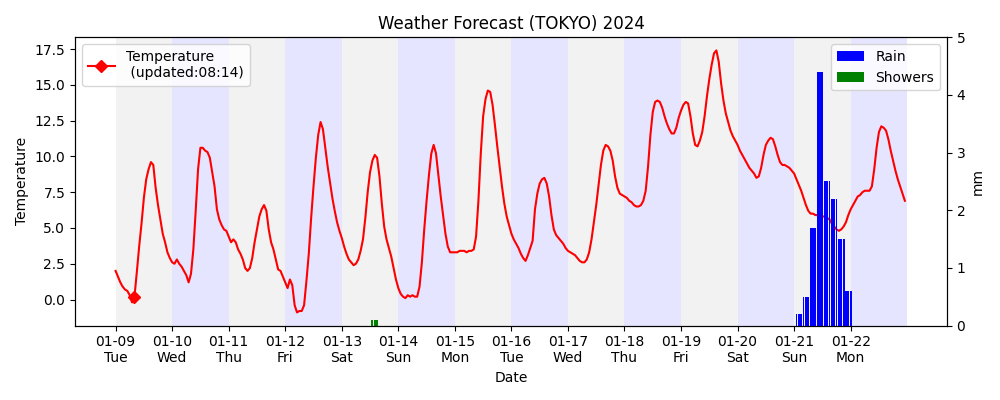 Weather Forecast (TOKYO) 2024
Temperature
(updated:08:14)
Rain
Showers
17.5
15.0
12.5
10.0
7.5
5.0
2.5
0.0
Temperature
5
4
3
2
1
0
mm
01-09 01-10 01-11 01-12 01-13 01-14 01-15 01-16 01-17 01-18 01-19 01-20 01-21 01-22
Tue Wed Thu Fri Sat Sun Mon Tue Wed Thu Fri Sat Sun Mon
Date